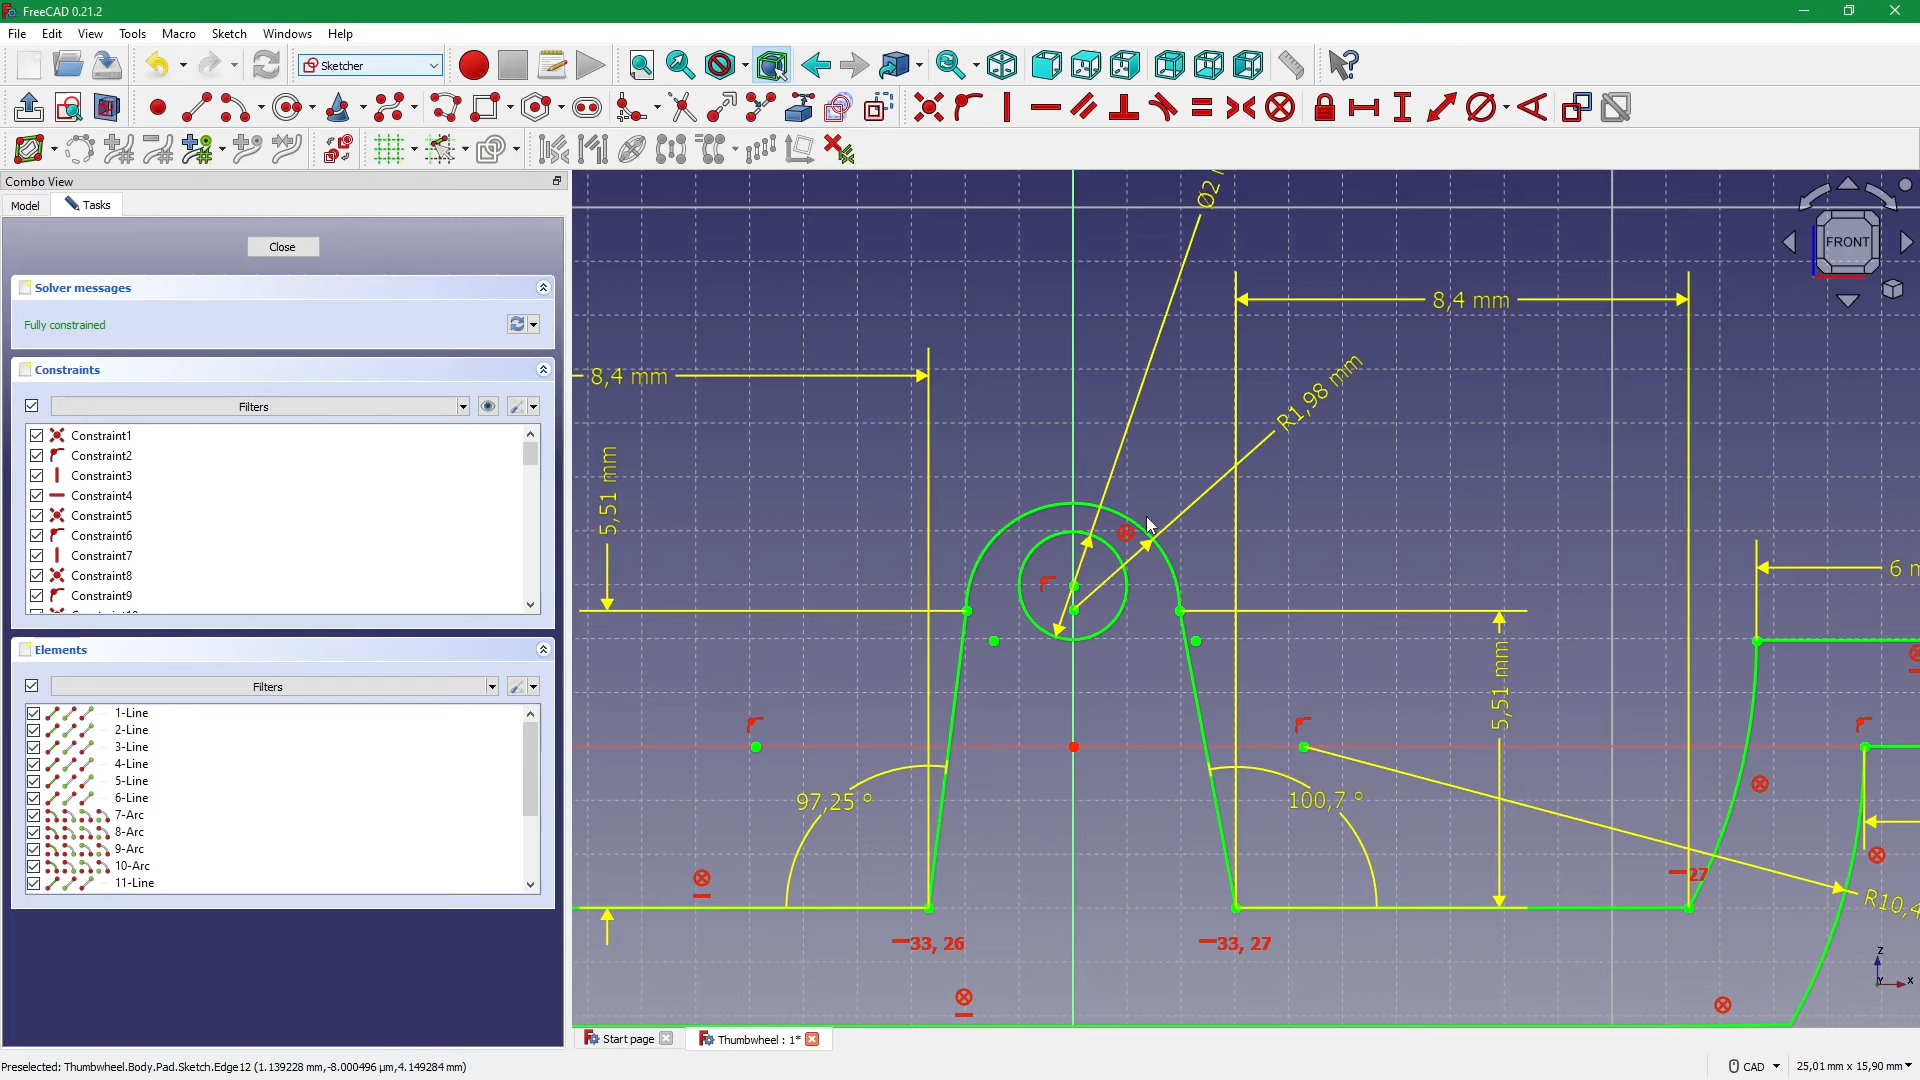 FreeCAD 0.21.2
File Edit View Tools Macro Sketch Windows Help
Sketcher
Combo View
Model Tasks
Close
Solver messages
Fully constrained
Constraints
Filters
Constraint1
Constraint2
Constraint3
Constraint4
Constraint5
Constraint6
Constraint7
Constraint8
Constraint9
Elements
Filters
1-Line
2-Line
3-Line
4-Line
5-Line
6-Line
7-Arc
8-Arc
9-Arc
10-Arc
11-Line
Ø2
8,4 mm
FRONT
8,4 mm
R1,98 mm
5,51 mm
6
5,51 mm
97,25 °
100,7 °
27
R10,4
33, 26
33, 27
Z
Y
X
Start page
Thumbwheel : 1*
Preselected: Thumbwheel.Body.Pad.Sketch.Edge12 (1.139228 mm,-8.000496 µm,4.149284 mm)
CAD
25,01 mm x 15,90 mm